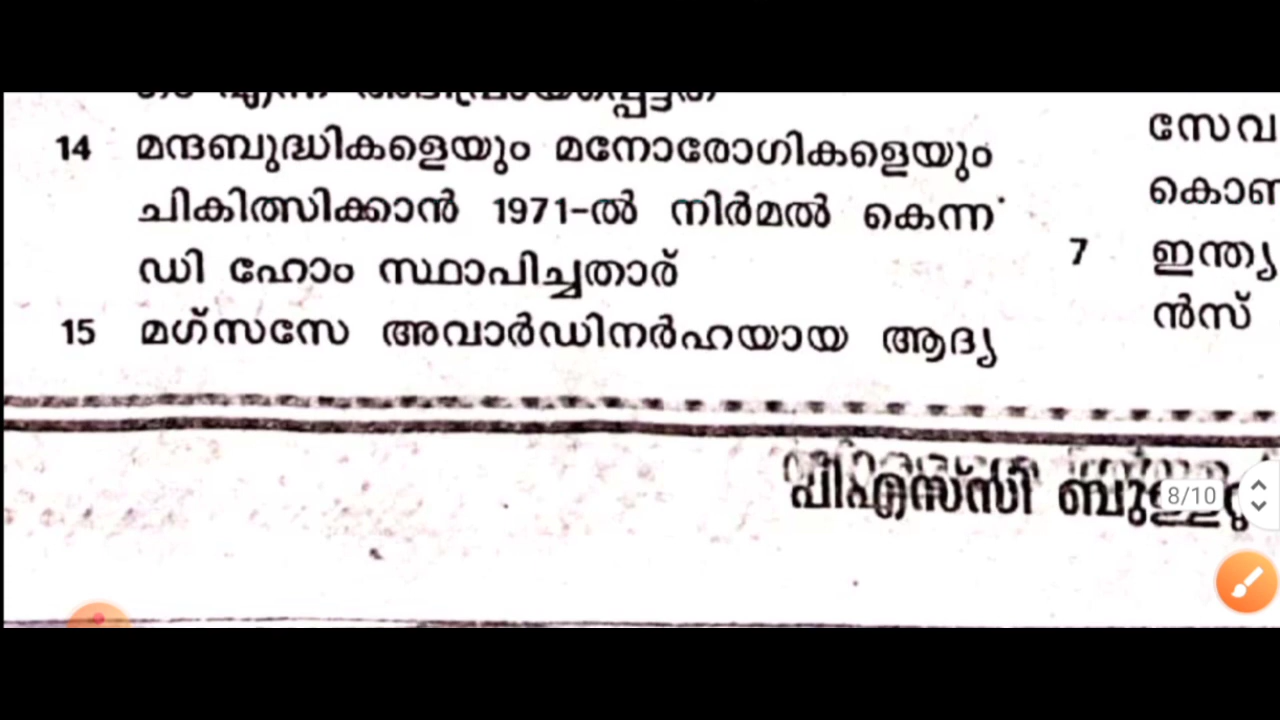 14 മന്ദബുദ്ധികളെയും മനോരോഗികളെയും
ചികിത്സിക്കാൻ 1971-ൽ നിർമൽ കെന്ന
ഡി ഹോം സ്ഥാപിച്ചതാര്
15 മഗ്സസേ അവാർഡിനർഹയായ ആദ്യ
സേവ
കൊണ്
7 ഇന്ത്യ
ൻസ്
പിഎസ്സി
8/10